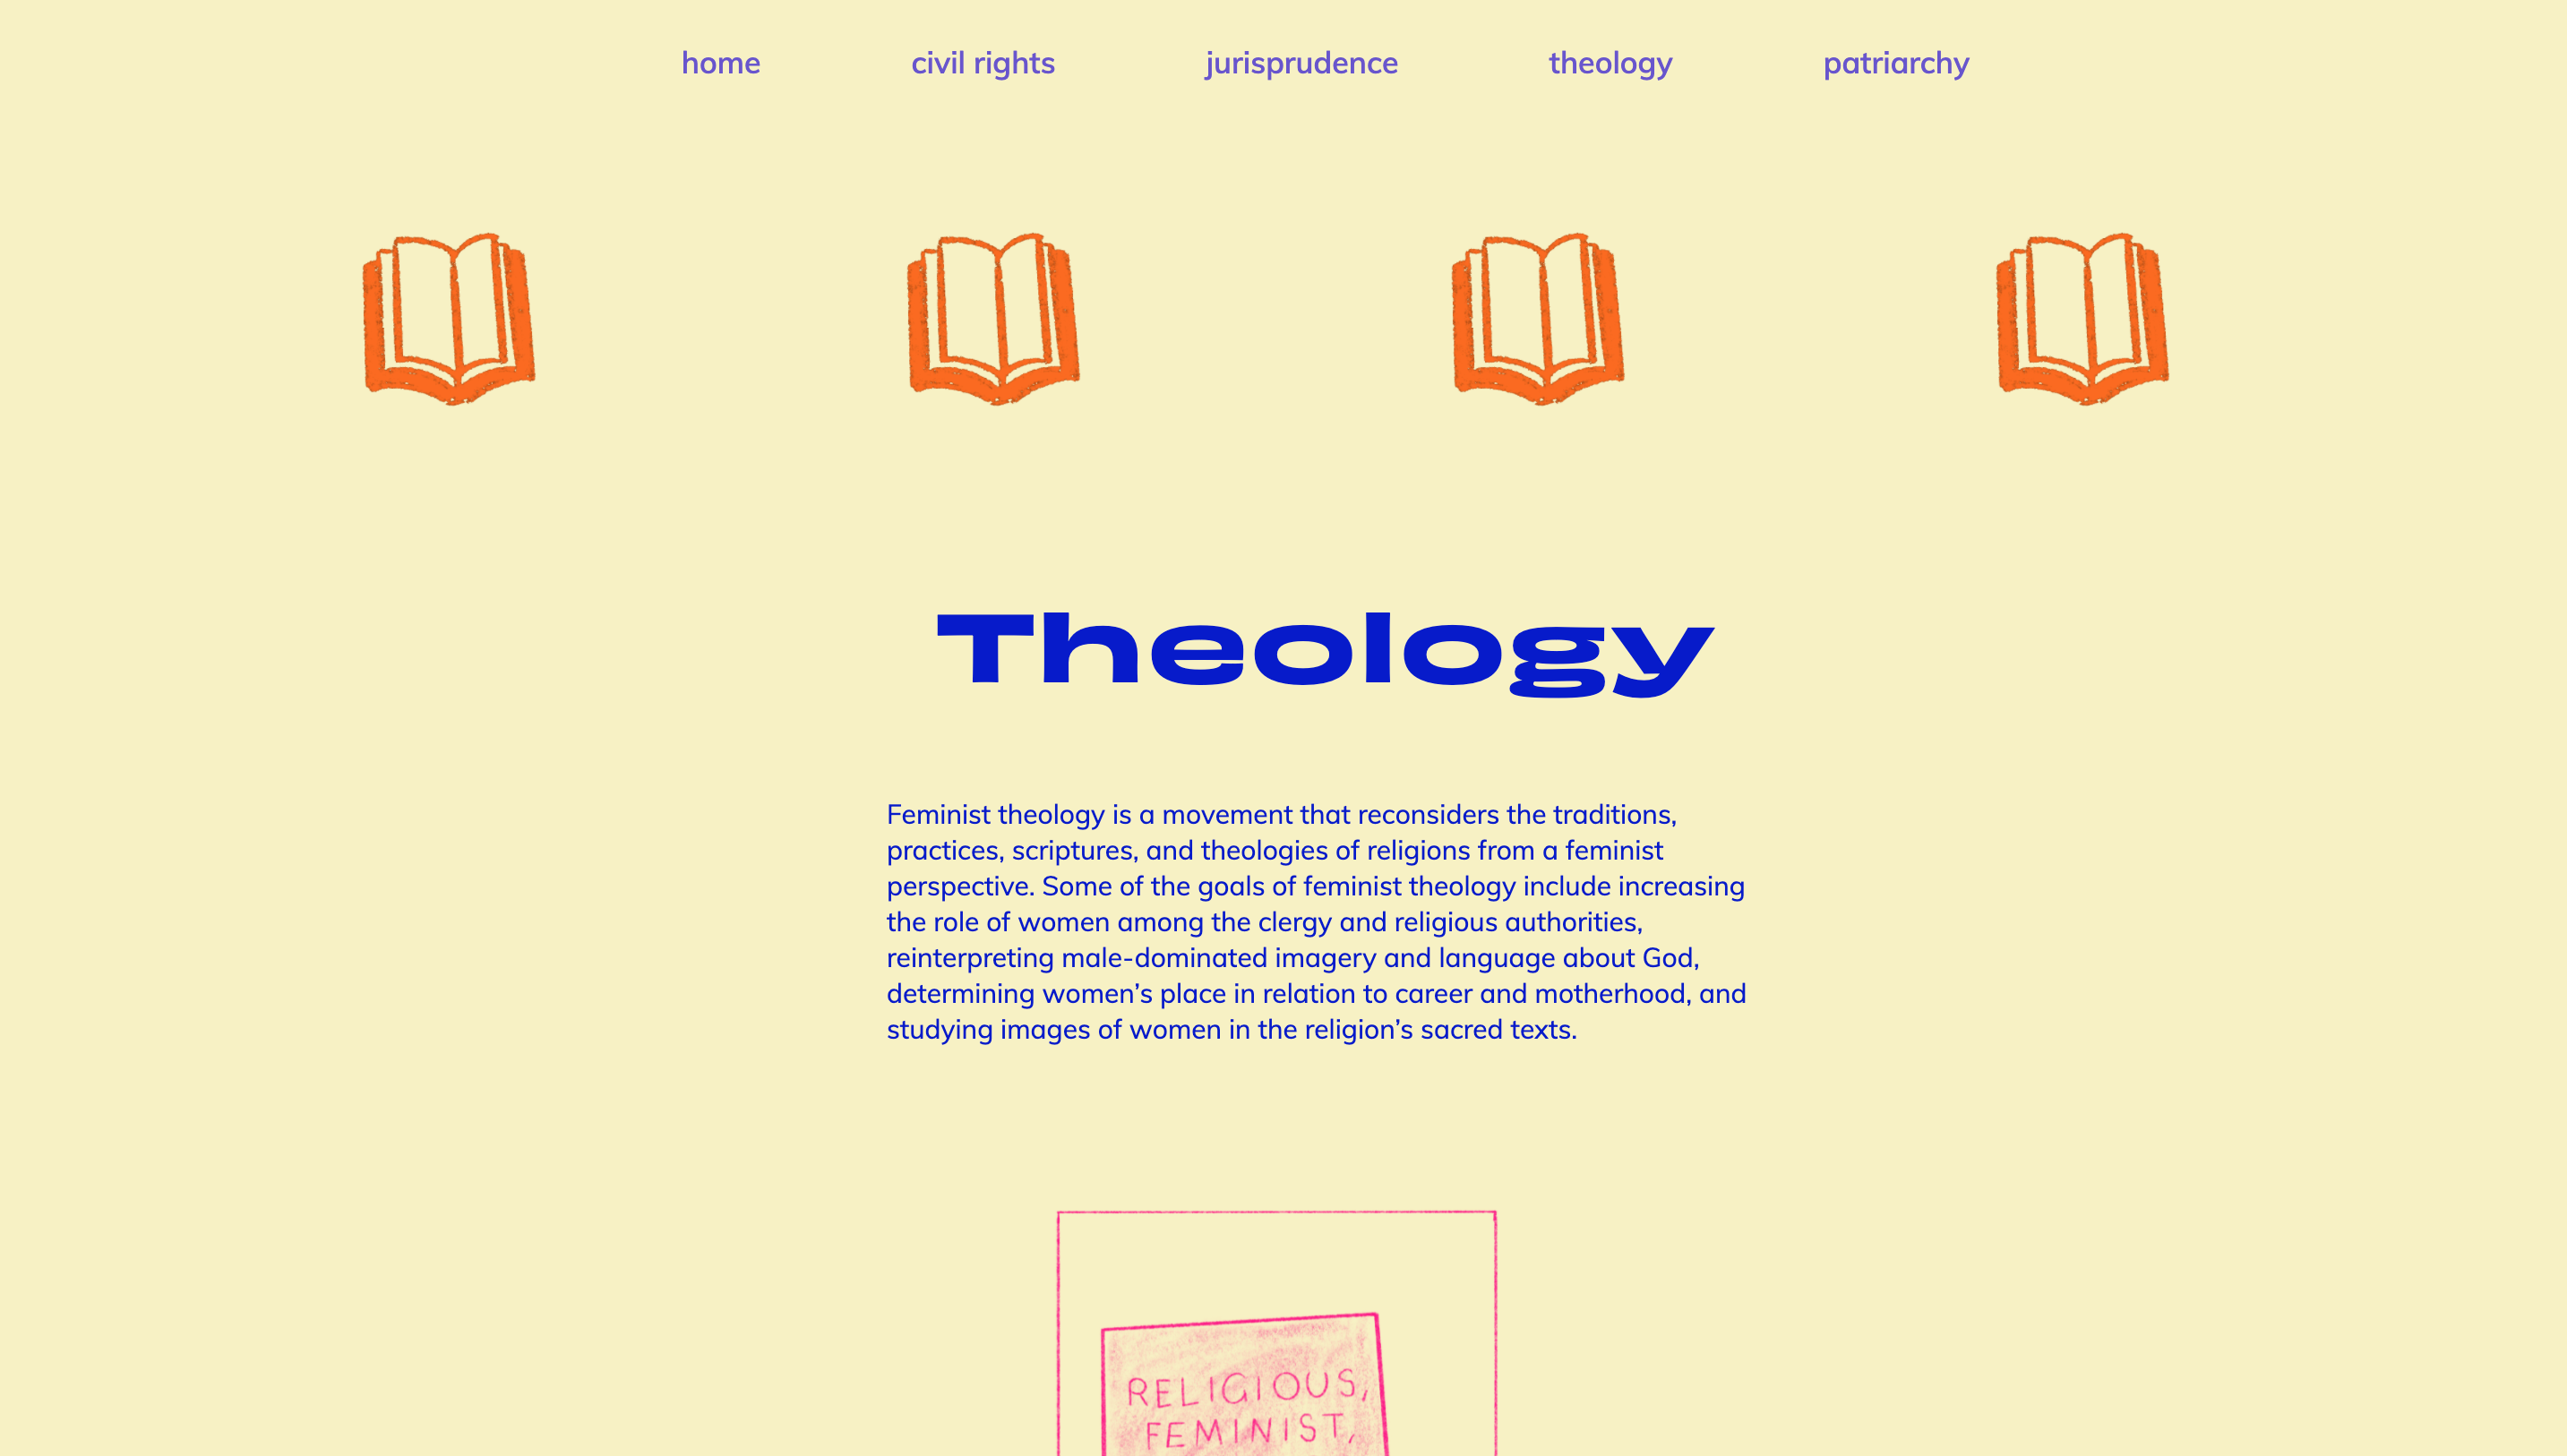 home civil rights jurisprudence theology patriarchy
Theology
Feminist theology is a movement that reconsiders the traditions,
practices, scriptures, and theologies of religions from a feminist
perspective. Some of the goals of feminist theology include increasing
the role of women among the clergy and religious authorities,
reinterpreting male-dominated imagery and language about God,
determining women’s place in relation to career and motherhood, and
studying images of women in the religion’s sacred texts.
RELIGIOUS,
FEMINIST,